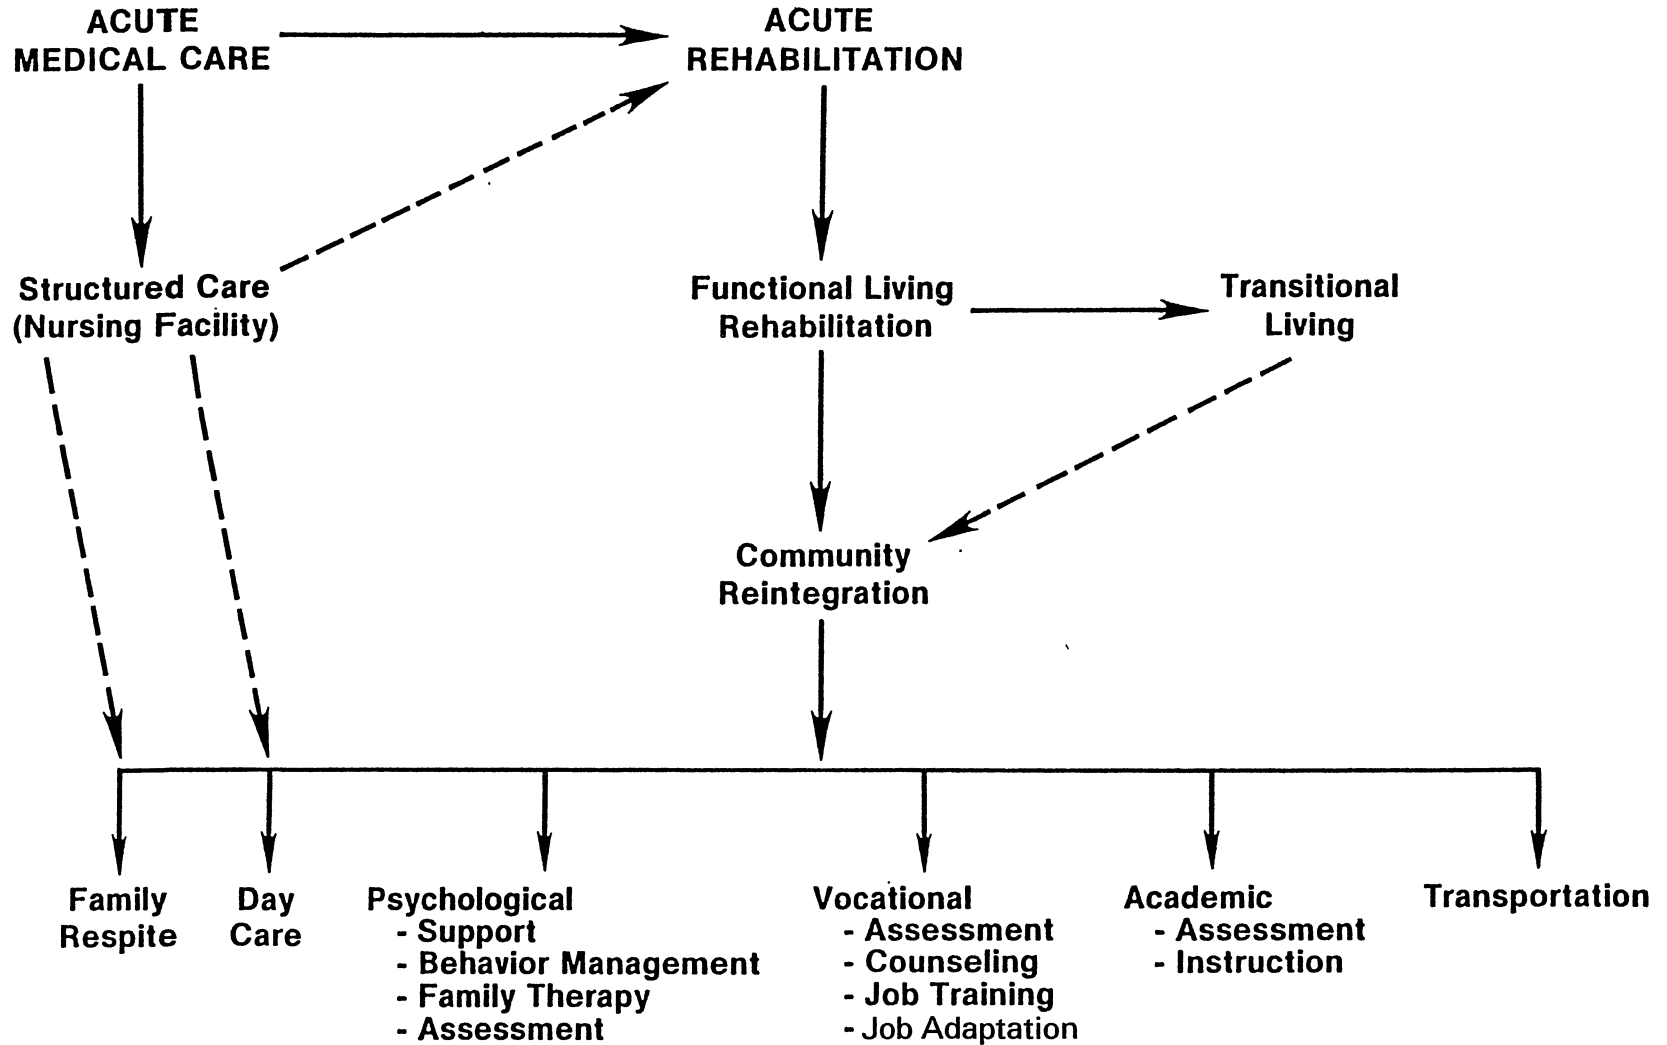 ACUTE
MEDICAL CARE
ACUTE
REHABILITATION
Structured Care
(Nursing Facility)
Functional Living
Rehabilitation
Transitional
Living
Community
Reintegration
Family
Respite
Day
Care
Psychological
- Support
- Behavior Management
- Family Therapy
- Assessment
Vocational
- Assessment
- Counseling
- Job Training
- Job Adaptation
Academic
- Assessment
- Instruction
Transportation